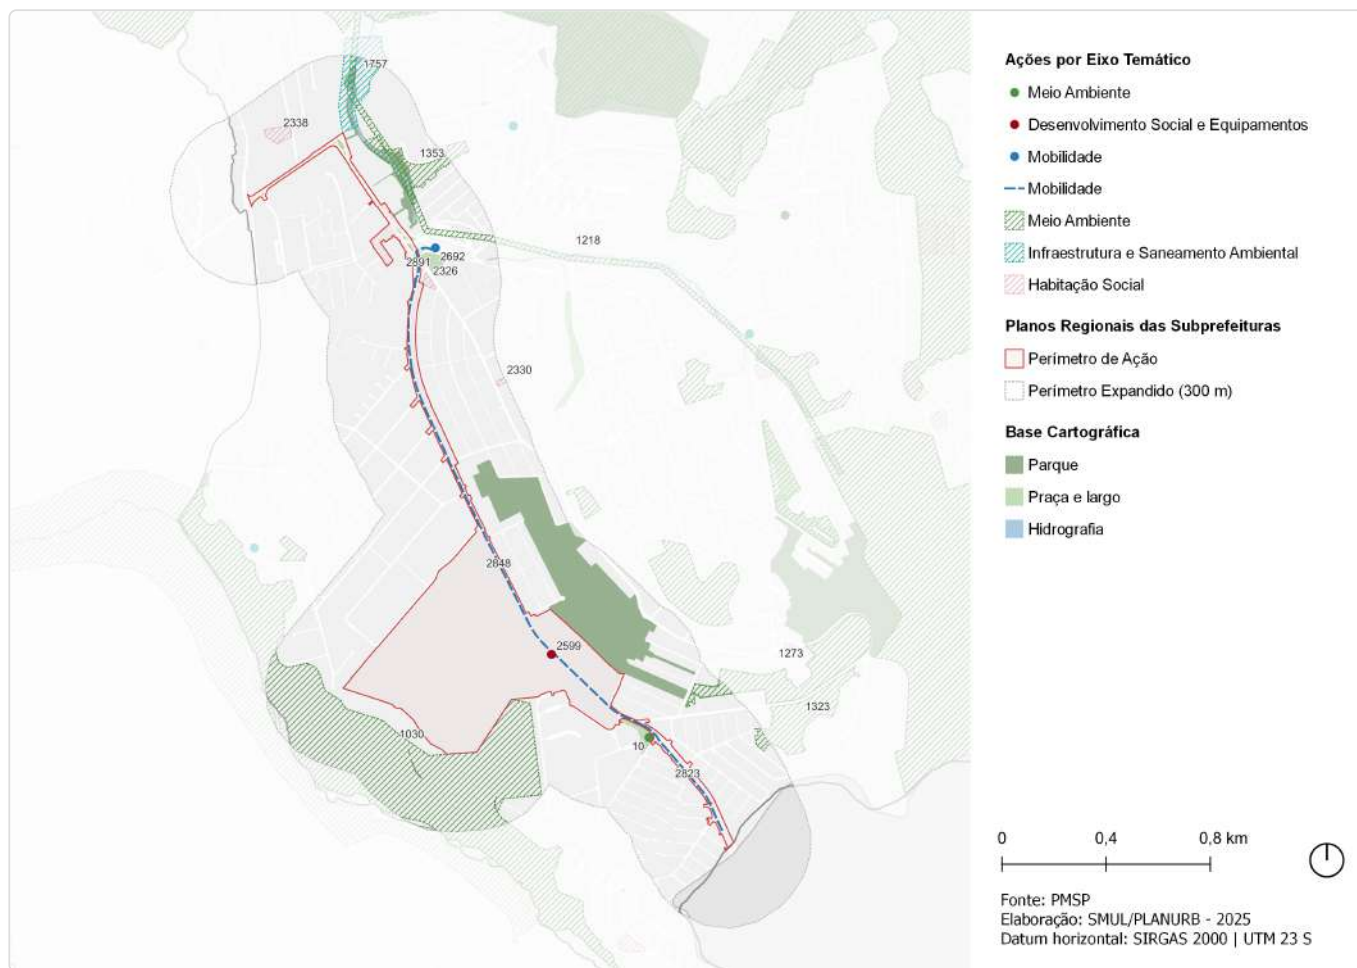 1757
2338
1353
1218
2891
2692
2326
2330
2848
2599
1273
1323
1030
10
2823
Ações por Eixo Temático
Meio Ambiente
Desenvolvimento Social e Equipamentos
Mobilidade
Mobilidade
Meio Ambiente
Infraestrutura e Saneamento Ambiental
Habitação Social
Planos Regionais das Subprefeituras
Perímetro de Ação
Perímetro Expandido (300 m)
Base Cartográfica
Parque
Praça e largo
Hidrografia
0 0,4 0,8 km
Fonte: PMSP
Elaboração: SMUL/PLANURB - 2025
Datum horizontal: SIRGAS 2000 | UTM 23 S